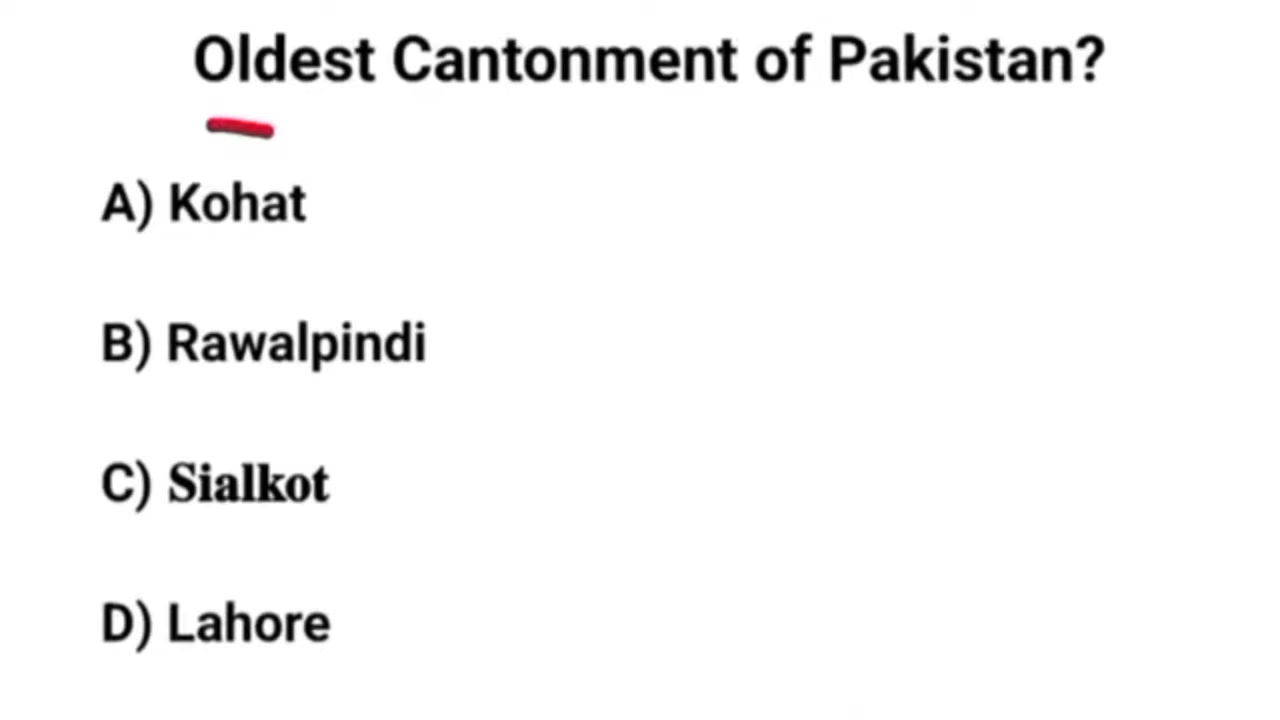 Oldest Cantonment of Pakistan?
A) Kohat
B) Rawalpindi
C) Sialkot
D) Lahore